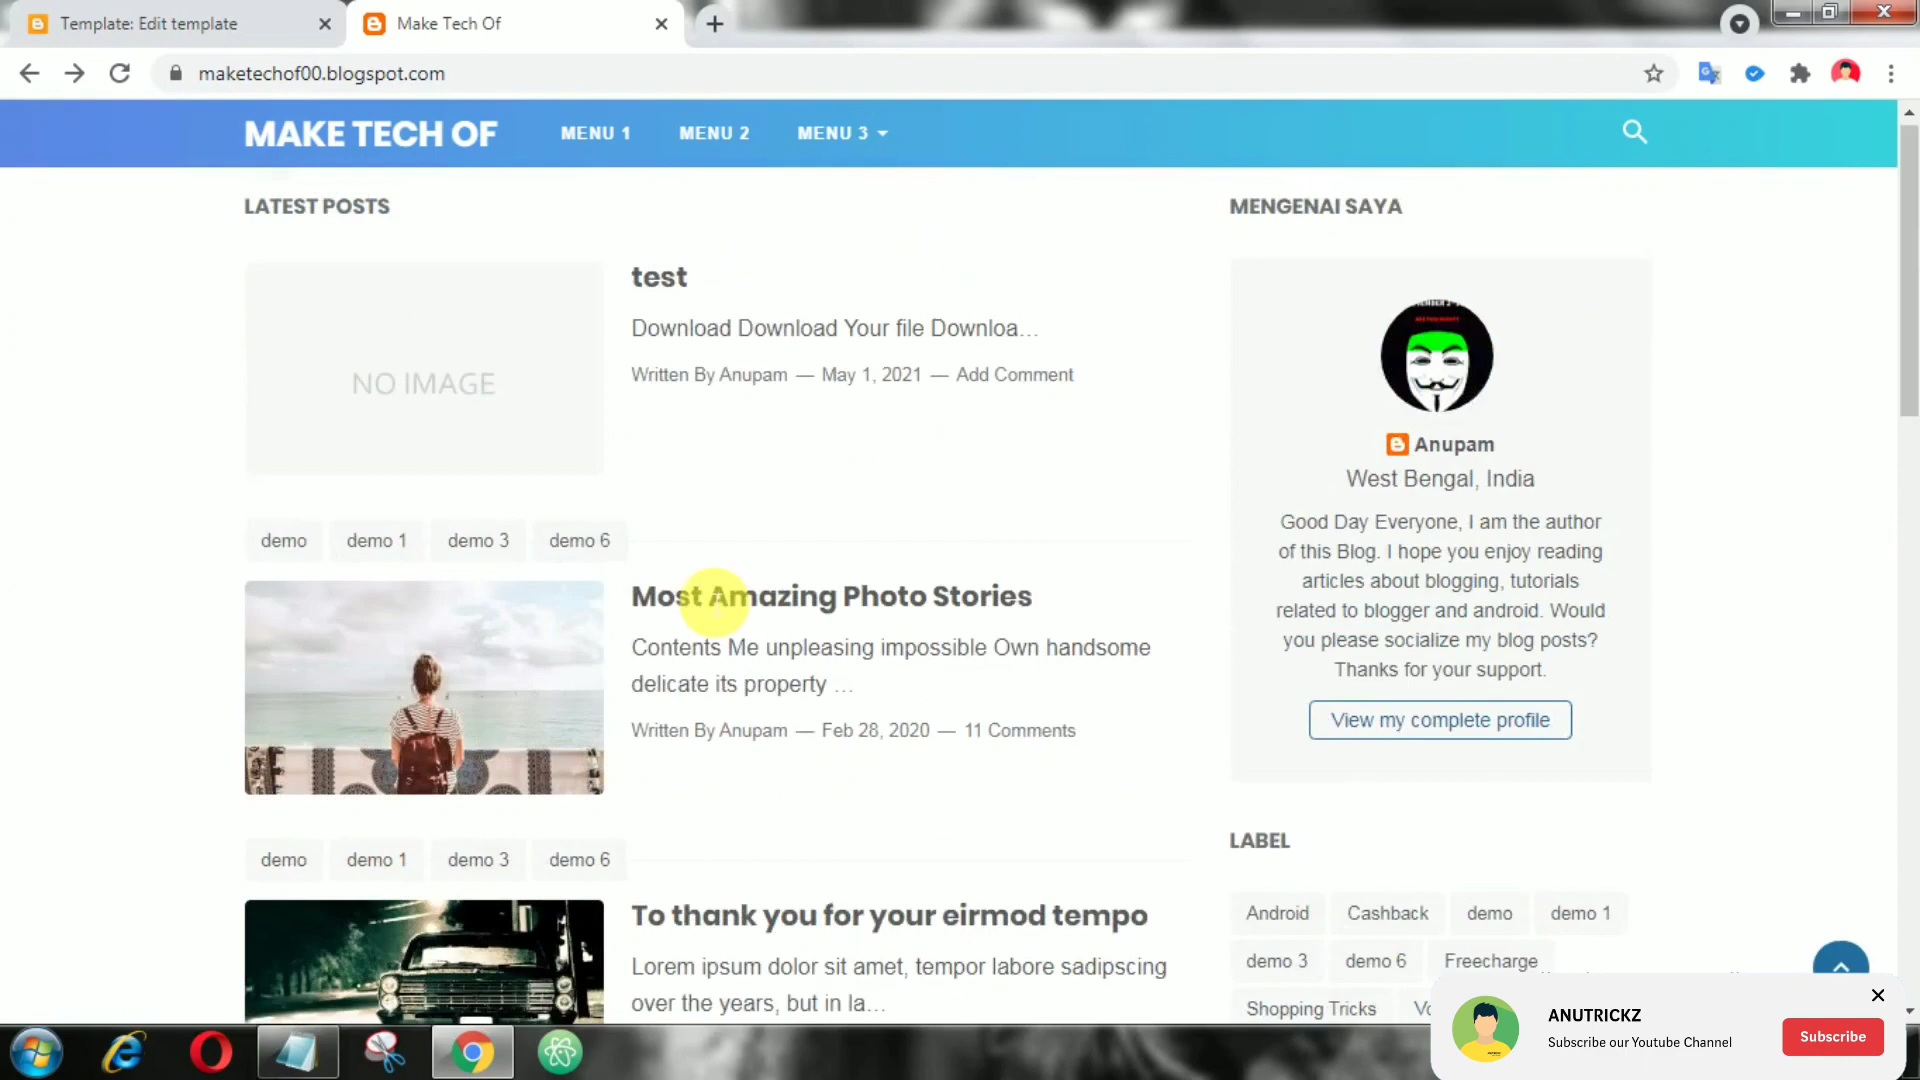 Template: Edit template
Make Tech Of
maketechof00.blogspot.com
MAKE TECH OF
MENU 1
MENU 2
MENU 3
LATEST POSTS
NO IMAGE
test
Download Download Your file Downloa...
Written By Anupam — May 1, 2021 — Add Comment
demo
demo 1
demo 3
demo 6
Most Amazing Photo Stories
Contents Me unpleasing impossible Own handsome
delicate its property ...
Written By Anupam — Feb 28, 2020 — 11 Comments
demo
demo 1
demo 3
demo 6
To thank you for your eirmod tempo
Lorem ipsum dolor sit amet, tempor labore sadipscing
over the years, but in la...
MENGENAI SAYA
Anupam
West Bengal, India
Good Day Everyone, I am the author
of this Blog. I hope you enjoy reading
articles about blogging, tutorials
related to blogger and android. Would
you please socialize my blog posts?
Thanks for your support.
View my complete profile
LABEL
Android
Cashback
demo
demo 1
demo 3
demo 6
Freecharge
Shopping Tricks
ANUTRICKZ
Subscribe our Youtube Channel
Subscribe